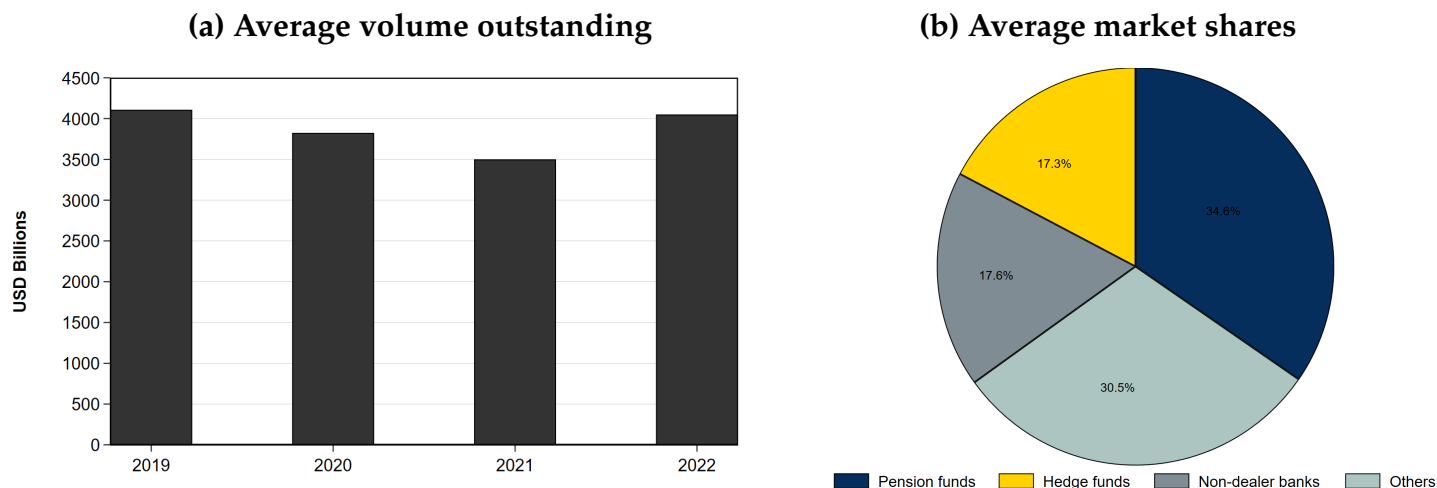 (a) Average volume outstanding
4500
4000
3500
3000
2500
2000
1500
1000
500
0
USD Billions
2019 2020 2021 2022
(b) Average market shares
17.3%
34.6%
17.6%
30.5%
Pension funds Hedge funds Non-dealer banks Others